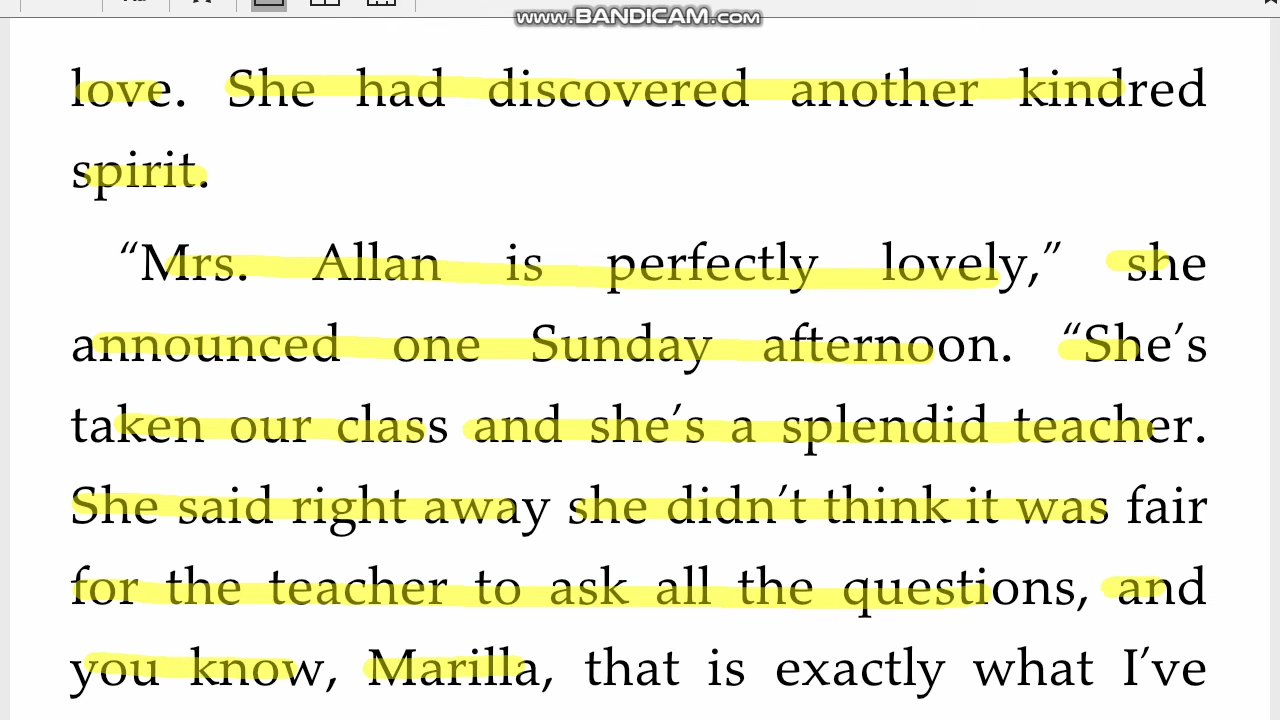 www.BANDICAM.com
love. She had discovered another kindred
spirit.
“Mrs. Allan is perfectly lovely,” she
announced one Sunday afternoon. “She’s
taken our class and she’s a splendid teacher.
She said right away she didn’t think it was fair
for the teacher to ask all the questions, and
you know, Marilla, that is exactly what I’ve